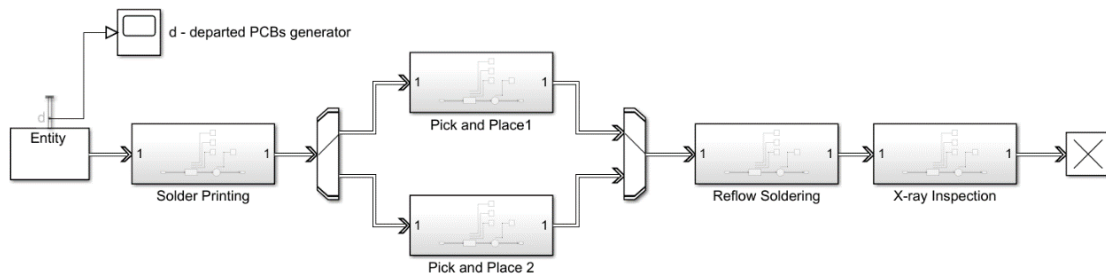 d - departed PCBs generator
d
Entity
1
1
Solder Printing
1
1
Pick and Place1
1
1
Pick and Place 2
1
1
Reflow Soldering
1
1
X-ray Inspection